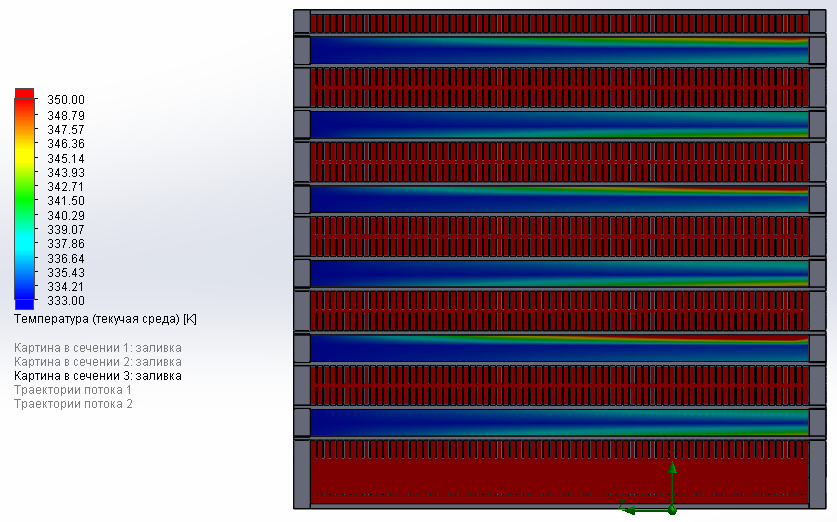 350.00
348.79
347.57
346.36
345.14
343.93
342.71
341.50
340.29
339.07
337.86
336.64
335.43
334.21
333.00
Температура (текучая среда) [K]
Картина в сечении 1: заливка
Картина в сечении 2: заливка
Картина в сечении 3: заливка
Траектории потока 1
Траектории потока 2